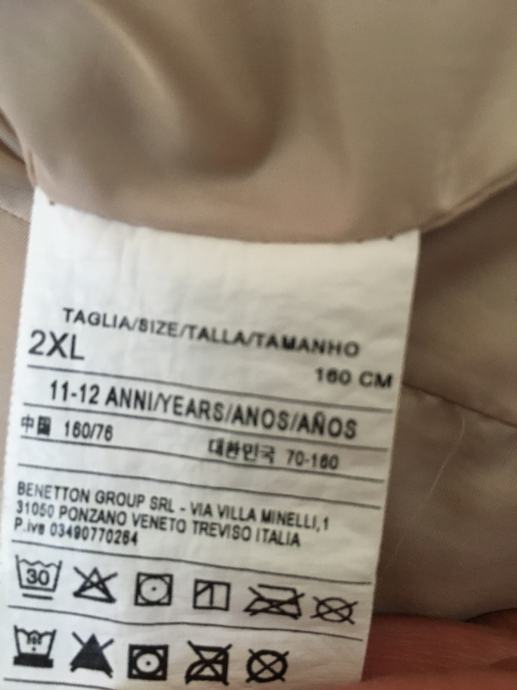 TAGLIA/SIZE/TALLA/TAMANHO
2XL
160 CM
11-12 ANNI/YEARS/ANOS/AÑOS
中国 160/76 대한민국 70-160
BENETTON GROUP SRL - VIA VILLA MINELLI,1
31050 PONZANO VENETO TREVISO ITALIA
P.iva 03490770264
30